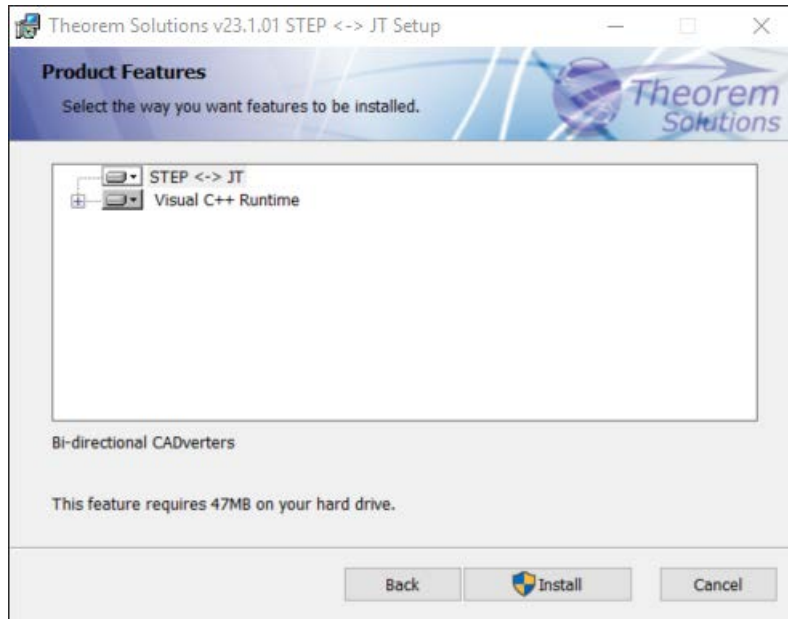 Theorem Solutions v23.1.01 STEP <-> JT Setup
Product Features
Select the way you want features to be installed.
Theorem
Solutions
STEP <-> JT
Visual C++ Runtime
Bi-directional CADverters
This feature requires 47MB on your hard drive.
Back
Install
Cancel